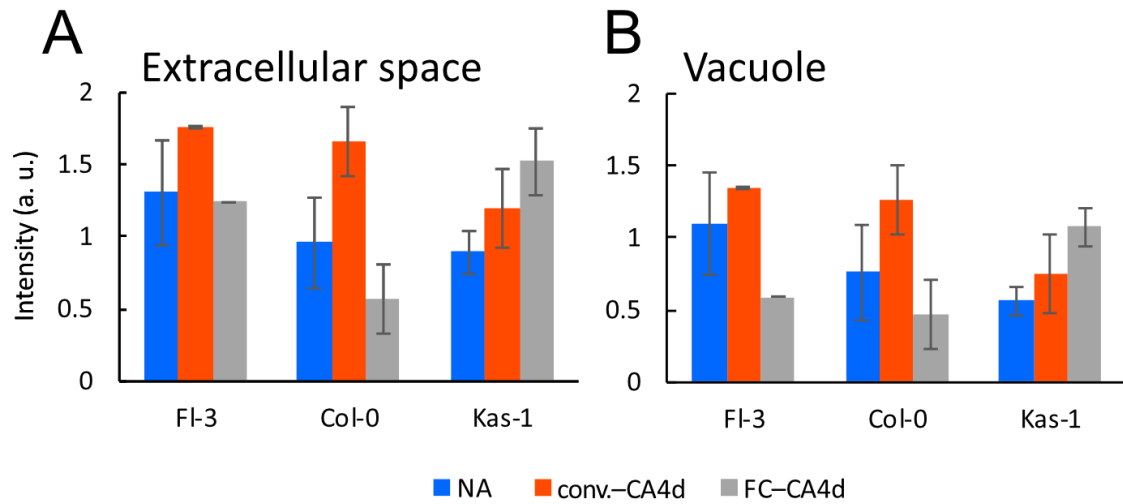 A
Extracellular space
Intensity (a. u.)
2
1.5
1
0.5
0
Fl-3 Col-0 Kas-1
B
Vacuole
2
1.5
1
0.5
0
Fl-3 Col-0 Kas-1
NA conv.–CA4d FC–CA4d